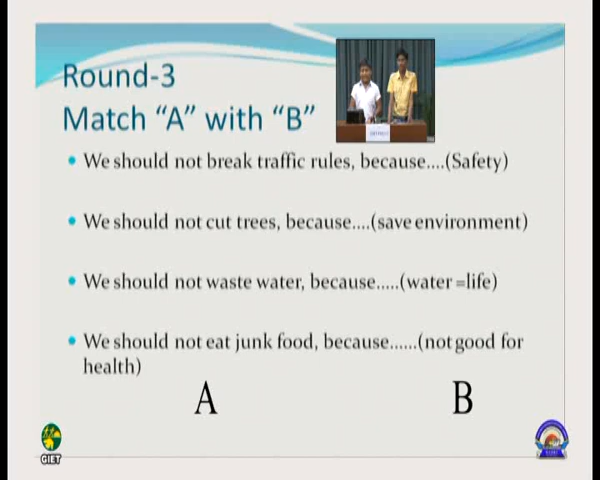 Round-3
Match “A” with “B”
We should not break traffic rules, because....(Safety)
We should not cut trees, because....(save environment)
We should not waste water, because.....(water =life)
We should not eat junk food, because......(not good for
health)
A B
GIET